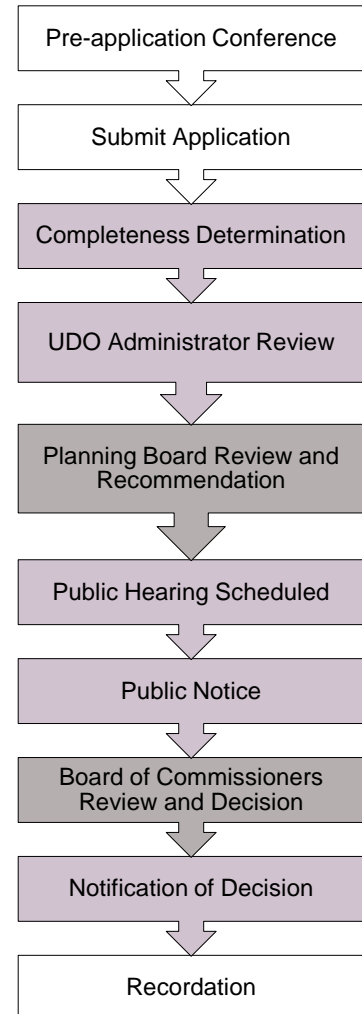 Pre-application Conference
Submit Application
Completeness Determination
UDO Administrator Review
Planning Board Review and
Recommendation
Public Hearing Scheduled
Public Notice
Board of Commissioners
Review and Decision
Notification of Decision
Recordation